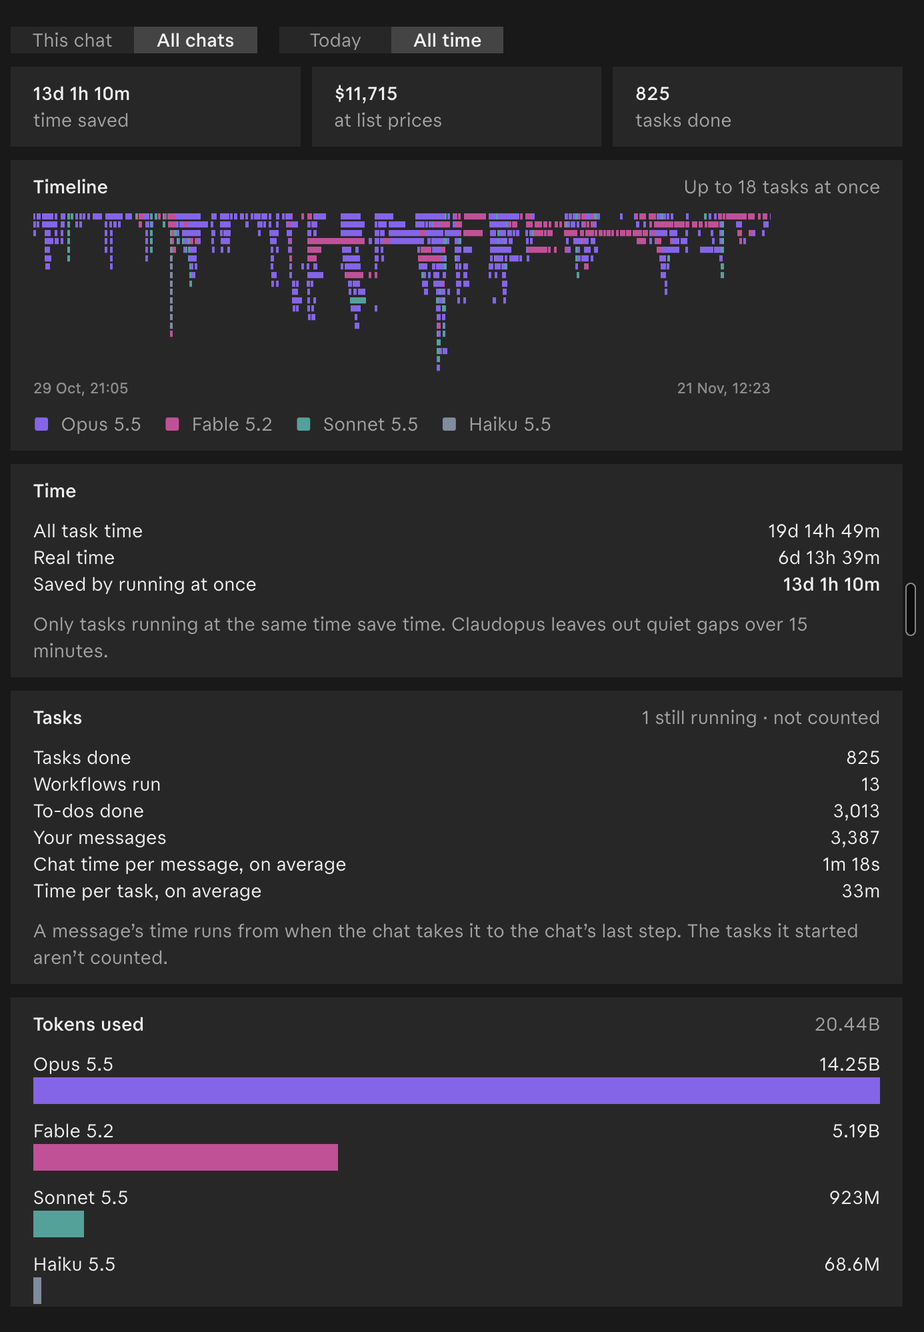 This chat All chats Today All time
13d 1h 10m $11,715 825
time saved at list prices tasks done
Timeline Up to 18 tasks at once
29 Oct, 21:05 21 Nov, 12:23
Opus 5.5 Fable 5.2 Sonnet 5.5 Haiku 5.5
Time
All task time 19d 14h 49m
Real time 6d 13h 39m
Saved by running at once 13d 1h 10m
Only tasks running at the same time save time. Claudopus leaves out quiet gaps over 15
minutes.
Tasks 1 still running · not counted
Tasks done 825
Workflows run 13
To-dos done 3,013
Your messages 3,387
Chat time per message, on average 1m 18s
Time per task, on average 33m
A message’s time runs from when the chat takes it to the chat’s last step. The tasks it started
aren’t counted.
Tokens used 20.44B
Opus 5.5 14.25B
Fable 5.2 5.19B
Sonnet 5.5 923M
Haiku 5.5 68.6M